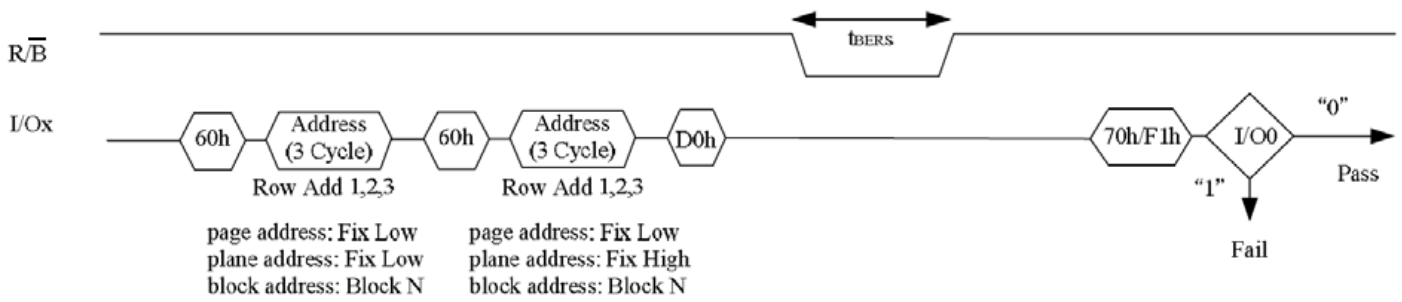 tBERS
R/B̅
I/Ox
60h
Address
(3 Cycle)
60h
Address
(3 Cycle)
D0h
70h/F1h
I/O0
“0”
Pass
“1”
Fail
Row Add 1,2,3
Row Add 1,2,3
page address: Fix Low
plane address: Fix Low
block address: Block N
page address: Fix Low
plane address: Fix High
block address: Block N